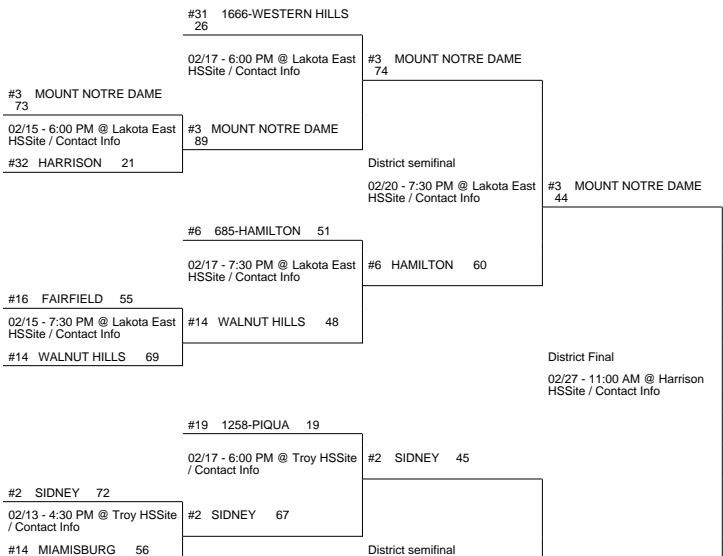 #31 1666-WESTERN HILLS
26
02/17 - 6:00 PM @ Lakota East
HSSite / Contact Info
#3 MOUNT NOTRE DAME
74
#3 MOUNT NOTRE DAME
73
02/15 - 6:00 PM @ Lakota East
HSSite / Contact Info
#3 MOUNT NOTRE DAME
89
#32 HARRISON 21
District semifinal
02/20 - 7:30 PM @ Lakota East
HSSite / Contact Info
#3 MOUNT NOTRE DAME
44
#6 685-HAMILTON 51
02/17 - 7:30 PM @ Lakota East
HSSite / Contact Info
#6 HAMILTON 60
#16 FAIRFIELD 55
02/15 - 7:30 PM @ Lakota East
HSSite / Contact Info
#14 WALNUT HILLS 48
#14 WALNUT HILLS 69
District Final
02/27 - 11:00 AM @ Harrison
HSSite / Contact Info
#19 1258-PIQUA 19
02/17 - 6:00 PM @ Troy HSSite
/ Contact Info
#2 SIDNEY 45
#2 SIDNEY 72
02/13 - 4:30 PM @ Troy HSSite
/ Contact Info
#2 SIDNEY 67
#14 MIAMISBURG 56
District semifinal